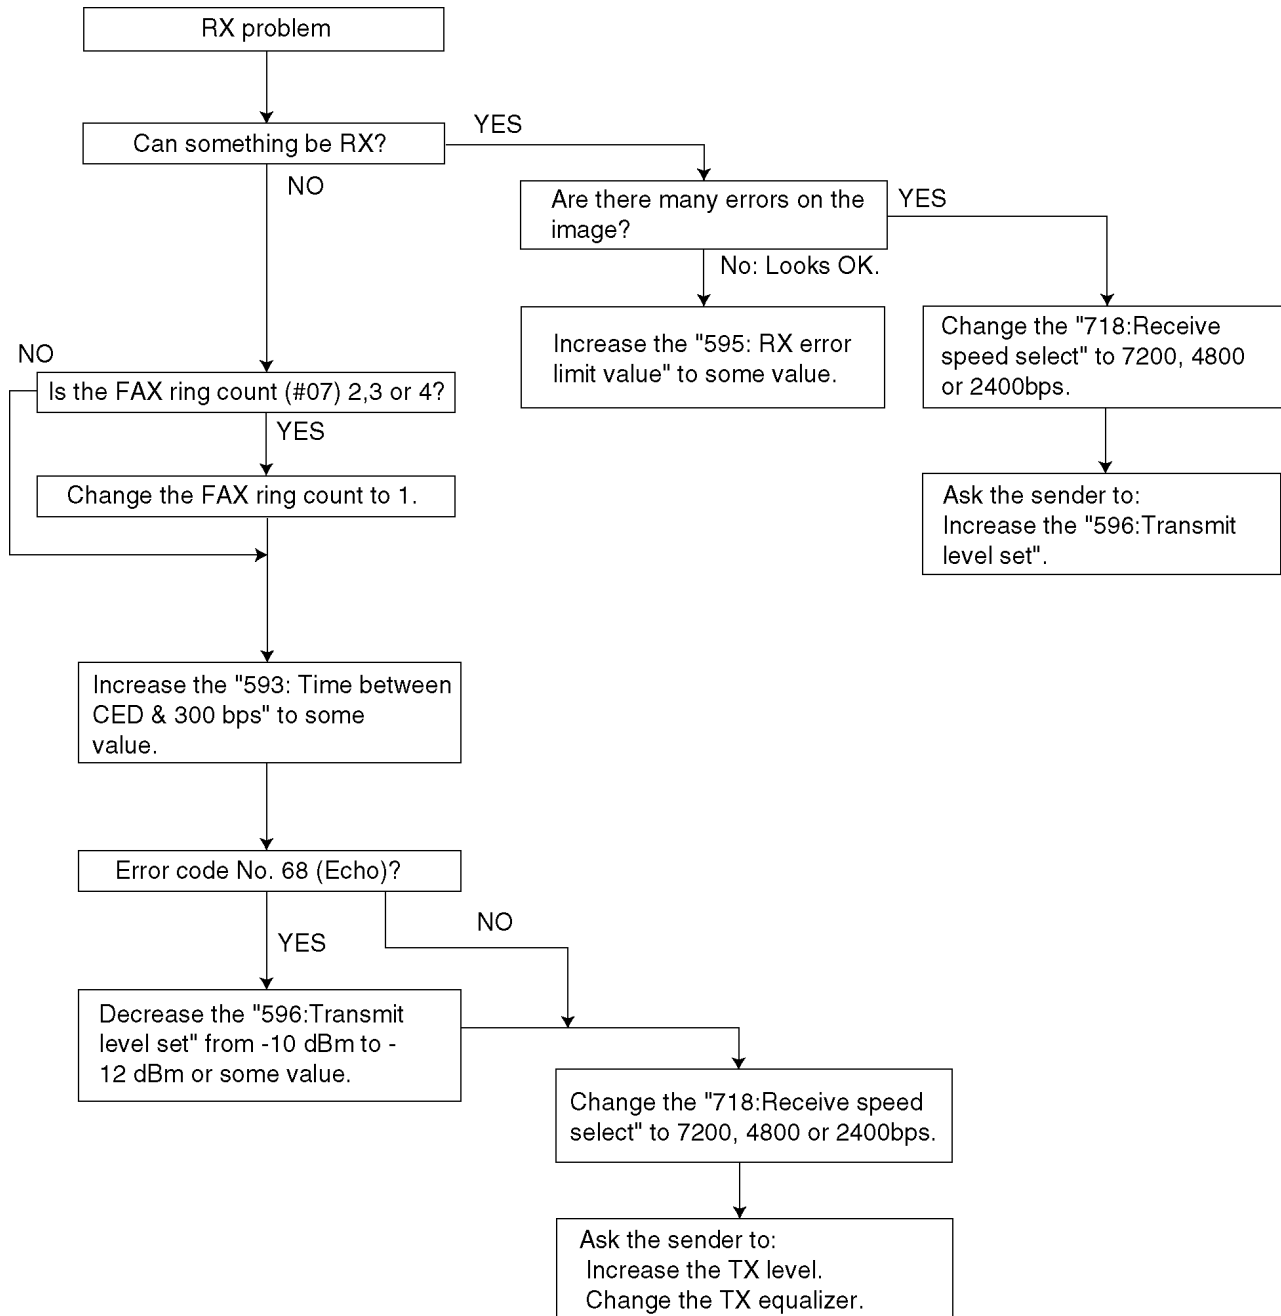 RX problem
Can something be RX?
YES
NO
Are there many errors on the
image?
YES
No: Looks OK.
Increase the "595: RX error
limit value" to some value.
Change the "718:Receive
speed select" to 7200, 4800
or 2400bps.
Ask the sender to:
Increase the "596:Transmit
level set".
NO
Is the FAX ring count (#07) 2,3 or 4?
YES
Change the FAX ring count to 1.
Increase the "593: Time between
CED & 300 bps" to some
value.
Error code No. 68 (Echo)?
NO
YES
Decrease the "596:Transmit
level set" from -10 dBm to -
12 dBm or some value.
Change the "718:Receive speed
select" to 7200, 4800 or 2400bps.
Ask the sender to:
Increase the TX level.
Change the TX equalizer.